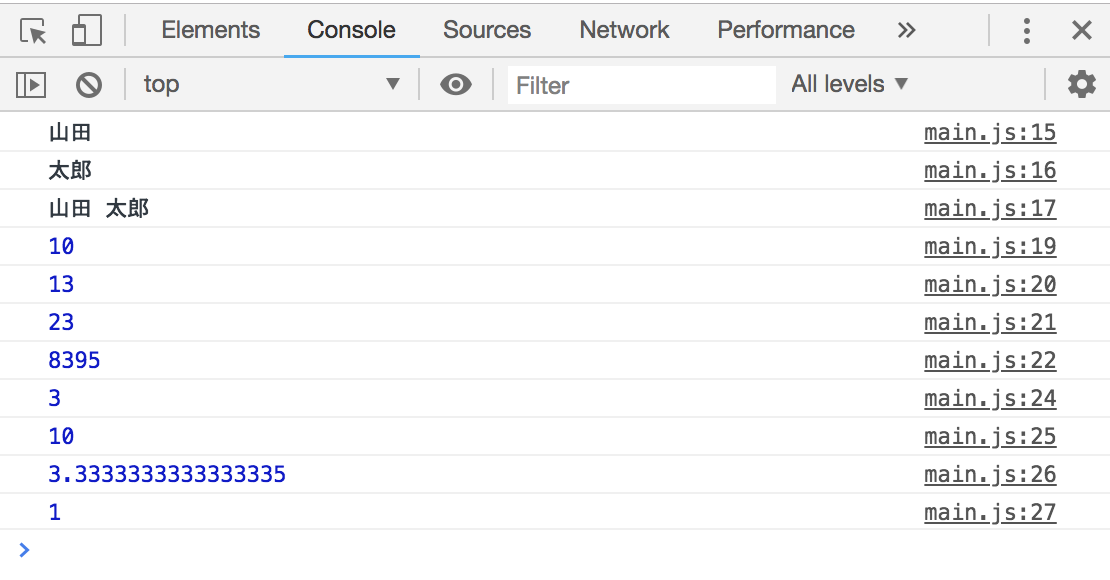 Elements Console Sources Network Performance »
top ▼ Filter All levels ▼
山田 main.js:15
太郎 main.js:16
山田 太郎 main.js:17
10 main.js:19
13 main.js:20
23 main.js:21
8395 main.js:22
3 main.js:24
10 main.js:25
3.3333333333333335 main.js:26
1 main.js:27
>